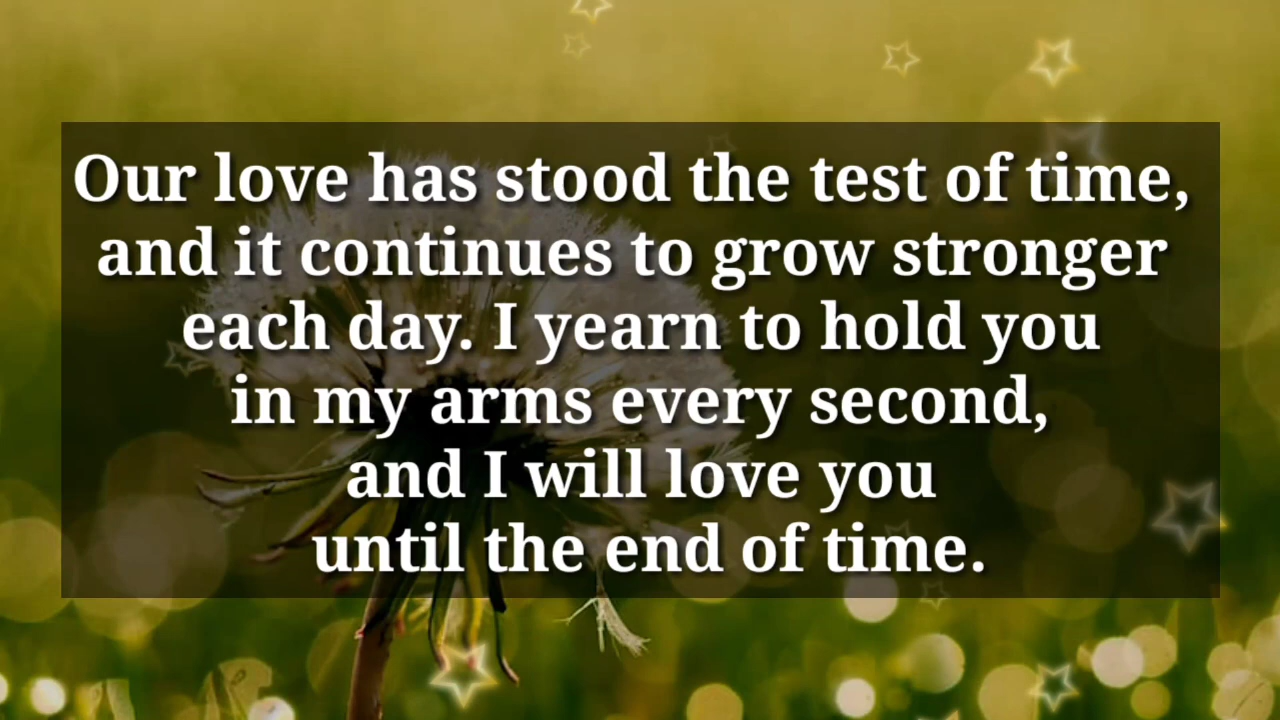 Our love has stood the test of time,
and it continues to grow stronger
each day. I yearn to hold you
in my arms every second,
and I will love you
until the end of time.